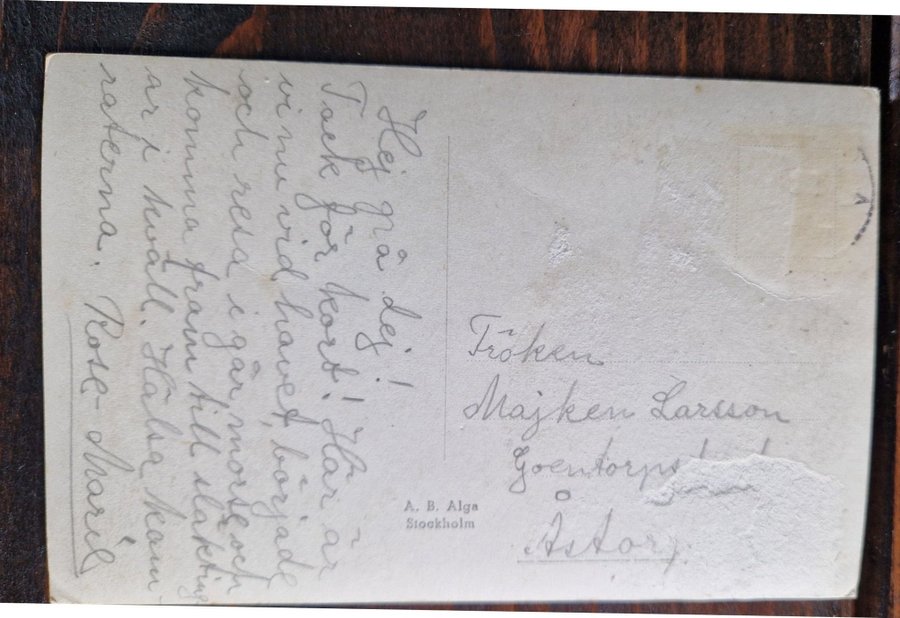 Hej på dej!
Tack för kort! Här är
vi nu vid havet, började
och resa i går morse och
komma fram till släkting
ar i kväll. Hälsa kam-
raterna. Rose-Maril
Fröken
Majken Larsson
Åstorp.
A. B. Alga
Stockholm